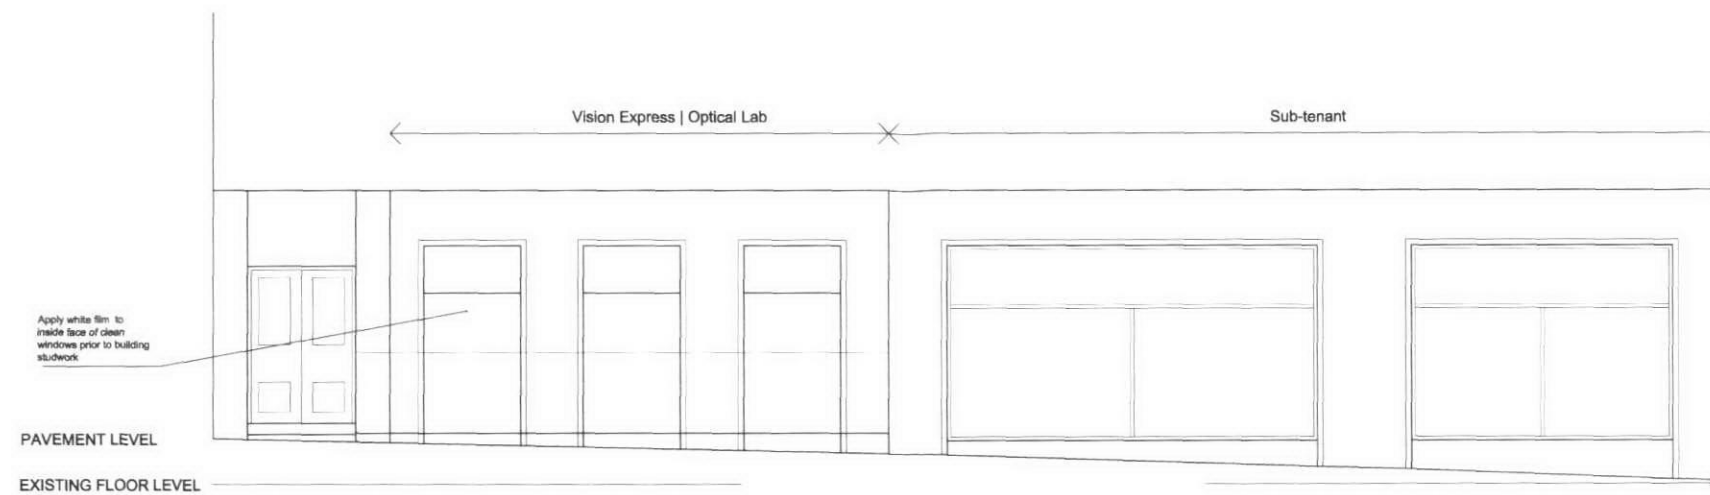 Vision Express | Optical Lab
Sub-tenant
Apply white film to
inside face of clean
windows prior to building
studwork
PAVEMENT LEVEL
EXISTING FLOOR LEVEL